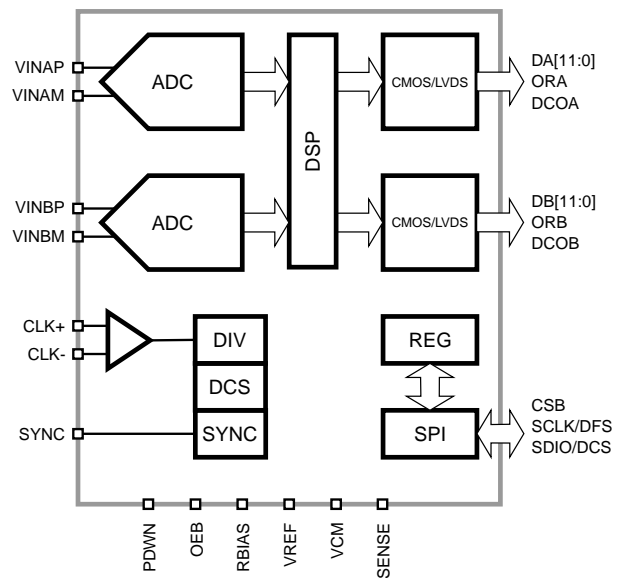 VINAP
VINAM
ADC
DSP
CMOS/LVDS
DA[11:0]
ORA
DCOA
VINBP
VINBM
ADC
CMOS/LVDS
DB[11:0]
ORB
DCOB
CLK+
CLK-
DIV
DCS
SYNC
SYNC
REG
SPI
CSB
SCLK/DFS
SDIO/DCS
PDWN
OEB
RBIAS
VREF
VCM
SENSE